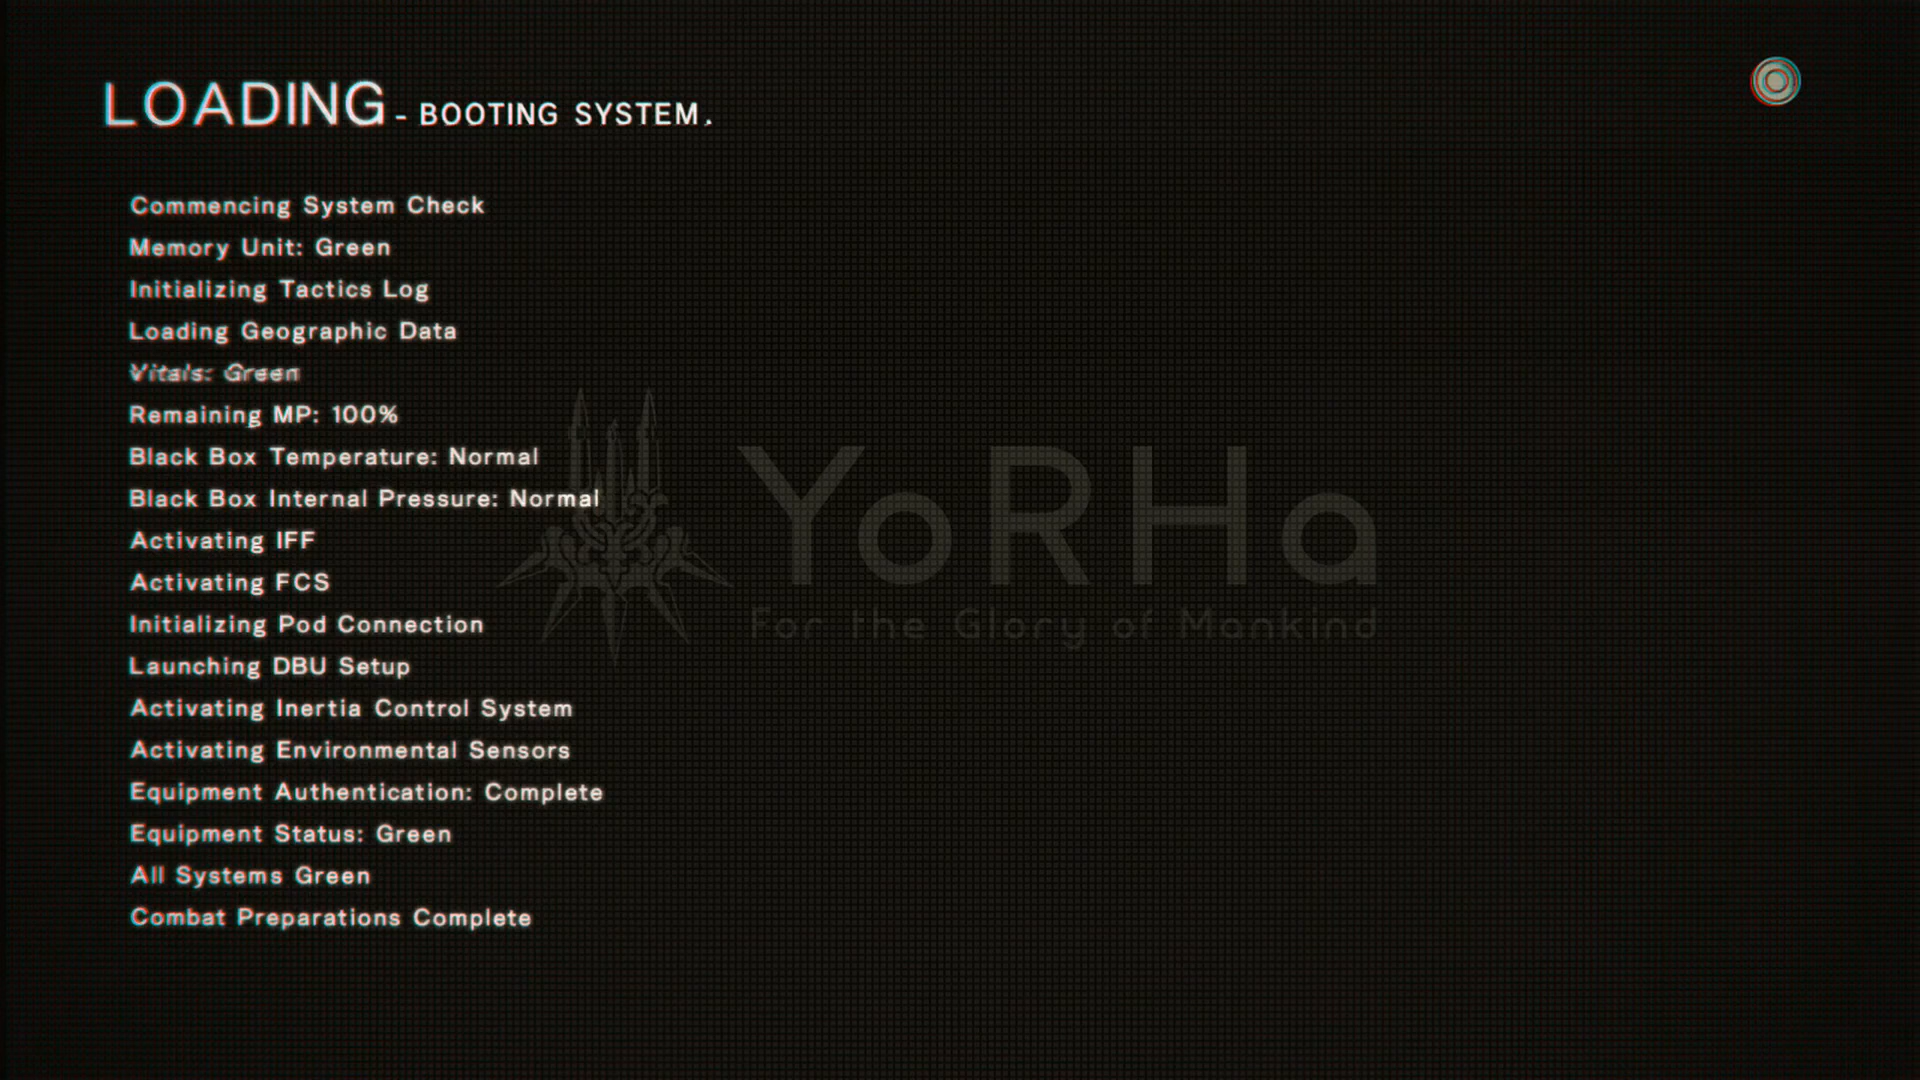 LOADING - BOOTING SYSTEM.
Commencing System Check
Memory Unit: Green
Initializing Tactics Log
Loading Geographic Data
Vitals: Green
Remaining MP: 100%
Black Box Temperature: Normal
Black Box Internal Pressure: Normal
Activating IFF
Activating FCS
Initializing Pod Connection
Launching DBU Setup
Activating Inertia Control System
Activating Environmental Sensors
Equipment Authentication: Complete
Equipment Status: Green
All Systems Green
Combat Preparations Complete
YoRHa
For the Glory of Mankind